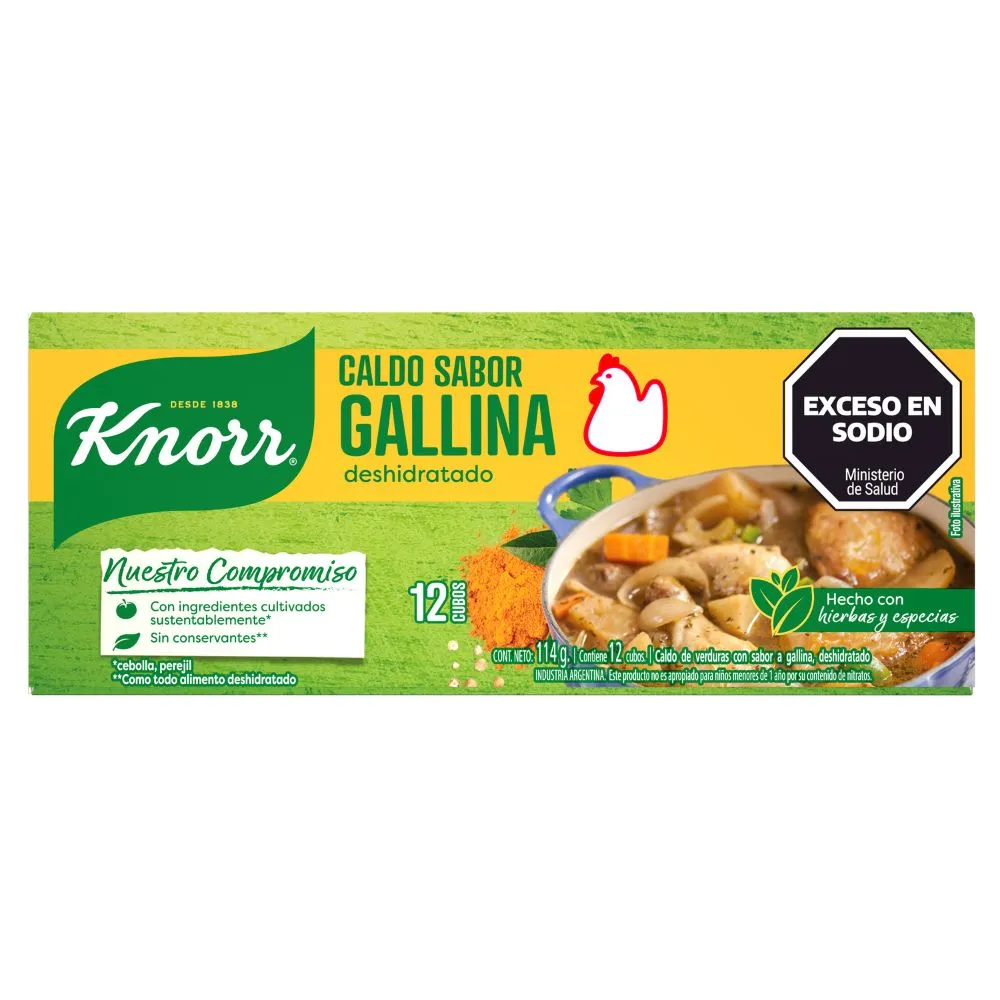 DESDE 1838
Knorr®
CALDO SABOR
GALLINA
deshidratado
EXCESO EN
SODIO
Ministerio
de Salud
Foto ilustrativa
Nuestro Compromiso
Con ingredientes cultivados
sustentablemente*
Sin conservantes**
*cebolla, perejil
**Como todo alimento deshidratado
12 CUBOS
Hecho con
hierbas y especias
CONT. NETO: 114 g. | Contiene 12 cubos. | Caldo de verduras con sabor a gallina, deshidratado
INDUSTRIA ARGENTINA. Este producto no es apropiado para niños menores de 1 año por su contenido de nitratos.